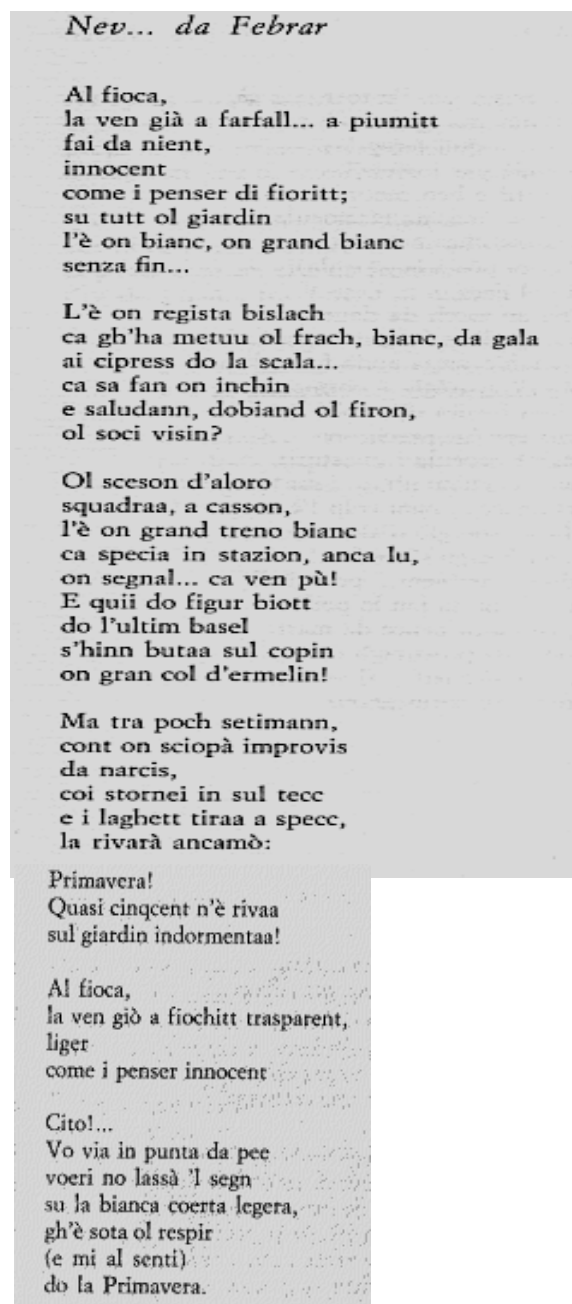 Nev... da Febrar
Al fioca,
la ven già a farfall... a piumitt
fai da nient,
innocent
come i penser di fioritt;
su tutt ol giardin
l'è on bianc, on grand bianc
senza fin...
L'è on regista bislach
ca gh'ha metuu ol frach, bianc, da gala
ai cipress do la scala...
ca sa fan on inchin
e saludann, dobiand ol firon,
ol soci visin?
Ol sceson d'aloro
squadraa, a casson,
l'è on grand treno bianc
ca specia in stazion, anca lu,
on segnal... ca ven pù!
E quii do figur biott
do l'ultim basel
s'hinn butaa sul copin
on gran col d'ermelin!
Ma tra poch setimann,
cont on sciopà improvis
da narcis,
coi stornei in sul tecc
e i laghett tiraa a specc,
la rivarà ancamò:
Primavera!
Quasi cinqcent n'è rivaa
sul giardin indormentaa!
Al fioca,
la ven giò a fiochitt trasparent,
liger
come i penser innocent
Cito!...
Vo via in punta da pee
voeri no lassà 'l segn
su la bianca coerta legera,
gh'è sota ol respir
(e mi al senti)
do la Primavera.